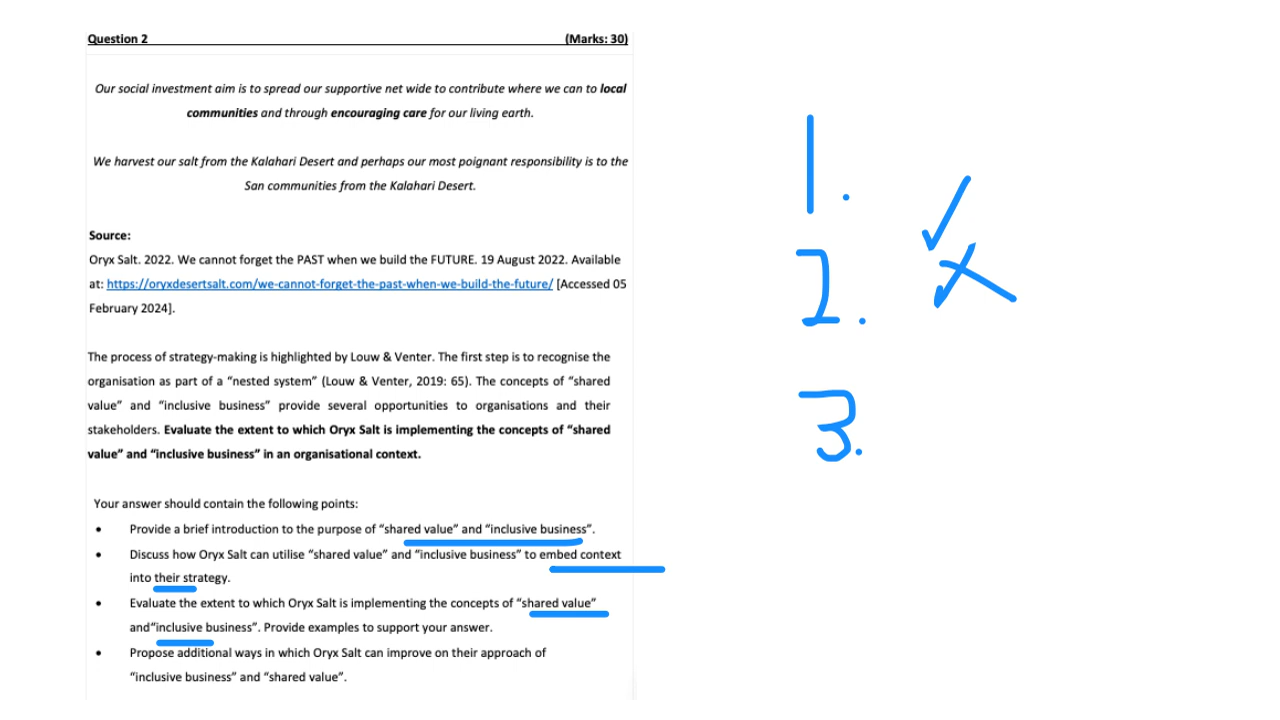 Question 2 (Marks: 30)
Our social investment aim is to spread our supportive net wide to contribute where we can to local
communities and through encouraging care for our living earth.
We harvest our salt from the Kalahari Desert and perhaps our most poignant responsibility is to the
San communities from the Kalahari Desert.
Source:
Oryx Salt. 2022. We cannot forget the PAST when we build the FUTURE. 19 August 2022. Available
at: https://oryxdesertsalt.com/we-cannot-forget-the-past-when-we-build-the-future/ [Accessed 05
February 2024].
The process of strategy-making is highlighted by Louw & Venter. The first step is to recognise the
organisation as part of a “nested system” (Louw & Venter, 2019: 65). The concepts of “shared
value” and “inclusive business” provide several opportunities to organisations and their
stakeholders. Evaluate the extent to which Oryx Salt is implementing the concepts of “shared
value” and “inclusive business” in an organisational context.
Your answer should contain the following points:
• Provide a brief introduction to the purpose of “shared value” and “inclusive business”.
• Discuss how Oryx Salt can utilise “shared value” and “inclusive business” to embed context
into their strategy.
• Evaluate the extent to which Oryx Salt is implementing the concepts of “shared value”
and“inclusive business”. Provide examples to support your answer.
• Propose additional ways in which Oryx Salt can improve on their approach of
“inclusive business” and “shared value”.
1.
2.
3.